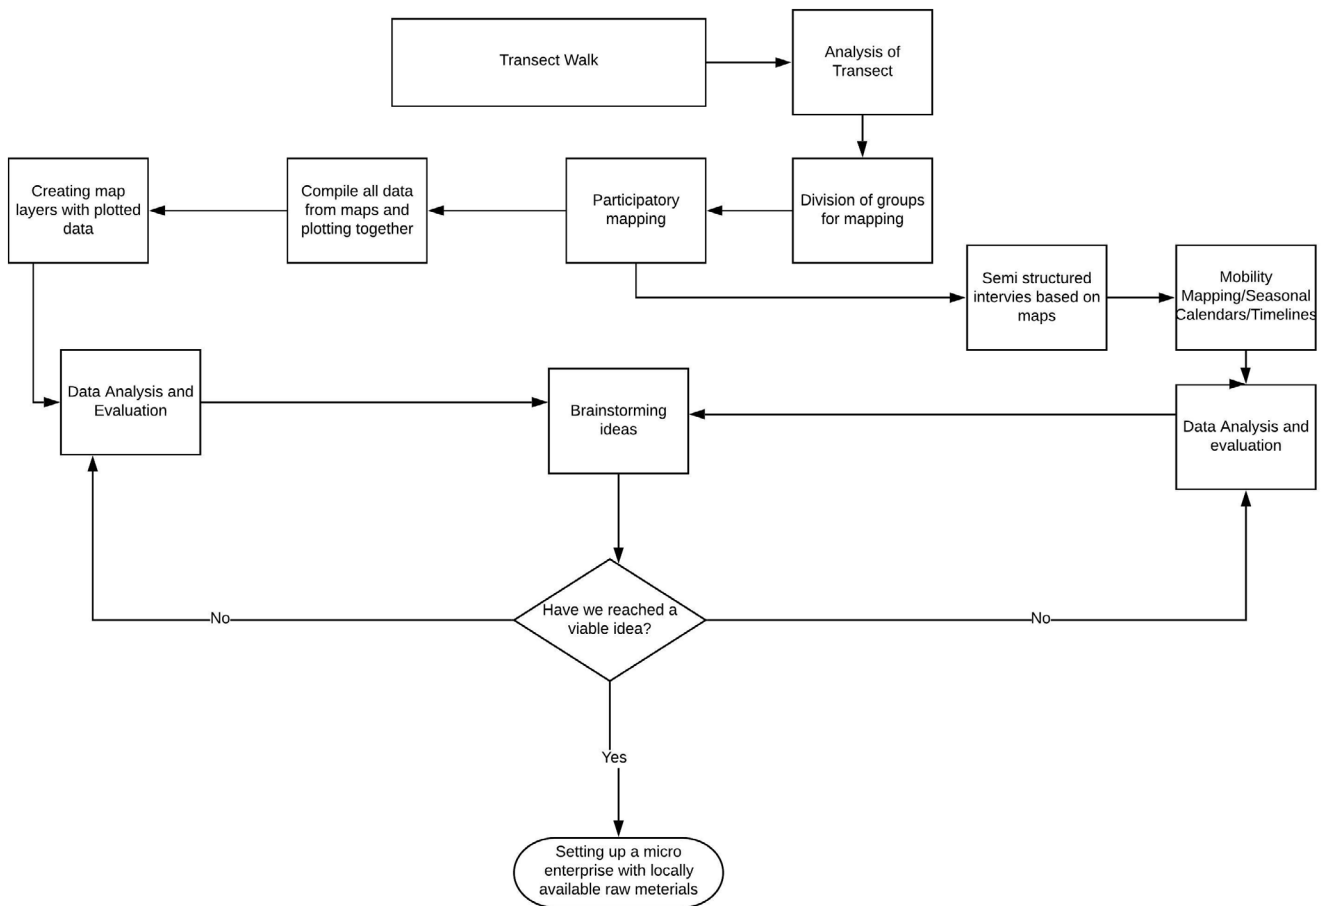 Transect Walk
Analysis of
Transect
Creating map
layers with plotted
data
Compile all data
from maps and
plotting together
Participatory
mapping
Division of groups
for mapping
Semi structured
intervies based on
maps
Mobility
Mapping/Seasonal
Calendars/Timelines
Data Analysis and
Evaluation
Brainstorming
ideas
Data Analysis and
evaluation
Have we reached a
viable idea?
No
No
Yes
Setting up a micro
enterprise with locally
available raw meterials